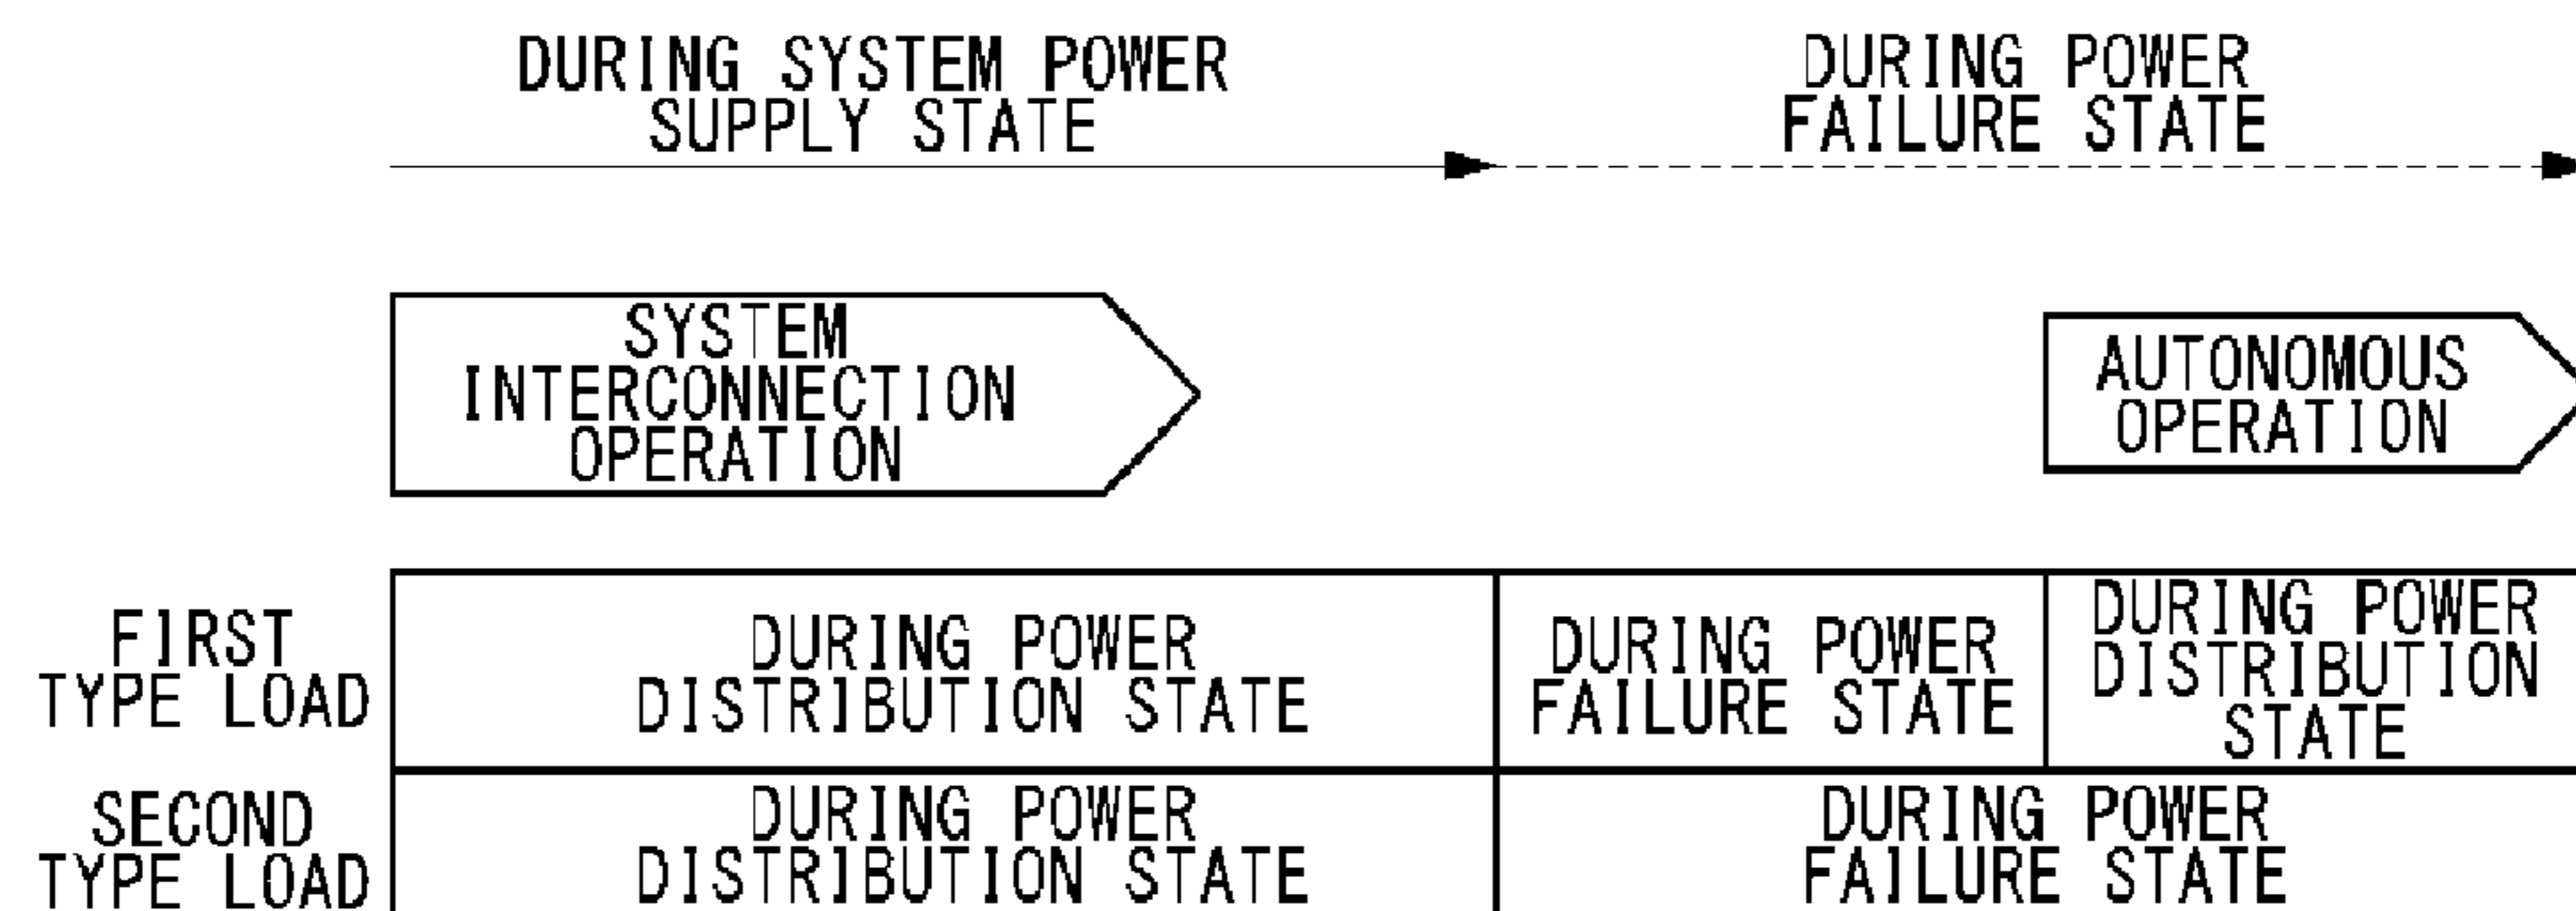 DURING SYSTEM POWER
SUPPLY STATE
DURING POWER
FAILURE STATE
SYSTEM
INTERCONNECTION
OPERATION
AUTONOMOUS
OPERATION
FIRST
TYPE LOAD
DURING POWER
DISTRIBUTION STATE
DURING POWER
FAILURE STATE
DURING POWER
DISTRIBUTION
STATE
SECOND
TYPE LOAD
DURING POWER
DISTRIBUTION STATE
DURING POWER
FAILURE STATE